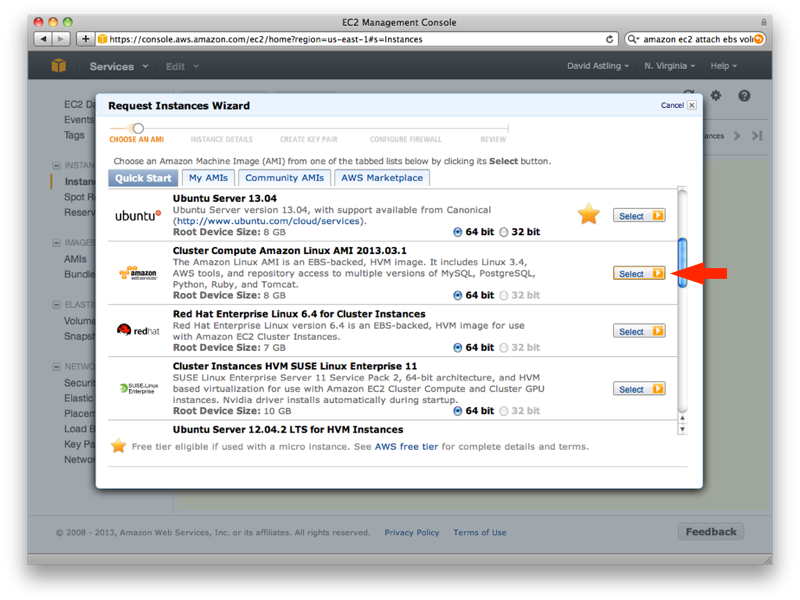 EC2 Management Console
https://console.aws.amazon.com/ec2/home?region=us-east-1#s=Instances
amazon ec2 attach ebs volu
Services Edit David Astling N. Virginia Help
Request Instances Wizard Cancel
CHOOSE AN AMI INSTANCE DETAILS CREATE KEY PAIR CONFIGURE FIREWALL REVIEW
Choose an Amazon Machine Image (AMI) from one of the tabbed lists below by clicking its Select button.
Quick Start My AMIs Community AMIs AWS Marketplace
Ubuntu Server 13.04
ubuntu
Ubuntu Server version 13.04, with support available from Canonical
(http://www.ubuntu.com/cloud/services).
Select
Root Device Size: 8 GB 64 bit 32 bit
Cluster Compute Amazon Linux AMI 2013.03.1
amazon
webservices
The Amazon Linux AMI is an EBS-backed, HVM image. It includes Linux 3.4,
AWS tools, and repository access to multiple versions of MySQL, PostgreSQL,
Python, Ruby, and Tomcat.
Select
Root Device Size: 8 GB 64 bit 32 bit
Red Hat Enterprise Linux 6.4 for Cluster Instances
redhat
Red Hat Enterprise Linux version 6.4 is an EBS-backed, HVM image for use
with Amazon EC2 Cluster Instances.
Select
Root Device Size: 7 GB 64 bit 32 bit
Cluster Instances HVM SUSE Linux Enterprise 11
SUSE Linux
Enterprise
SUSE Linux Enterprise Server 11 Service Pack 2, 64-bit architecture, and HVM
based virtualization for use with Amazon EC2 Cluster Compute and Cluster GPU
instances. Nvidia driver installs automatically during startup.
Select
Root Device Size: 10 GB 64 bit 32 bit
Ubuntu Server 12.04.2 LTS for HVM Instances
Free tier eligible if used with a micro instance. See AWS free tier for complete details and terms.
EC2 Da
Events
Tags
INSTAN
Instan
Spot R
Reserv
IMAGES
AMIs
Bundle
ELASTI
Volume
Snapsh
NETWO
Securit
Elastic
Placem
Load B
Key Pa
Networ
ances
© 2008 - 2013, Amazon Web Services, Inc. or its affiliates. All rights reserved. Privacy Policy Terms of Use Feedback